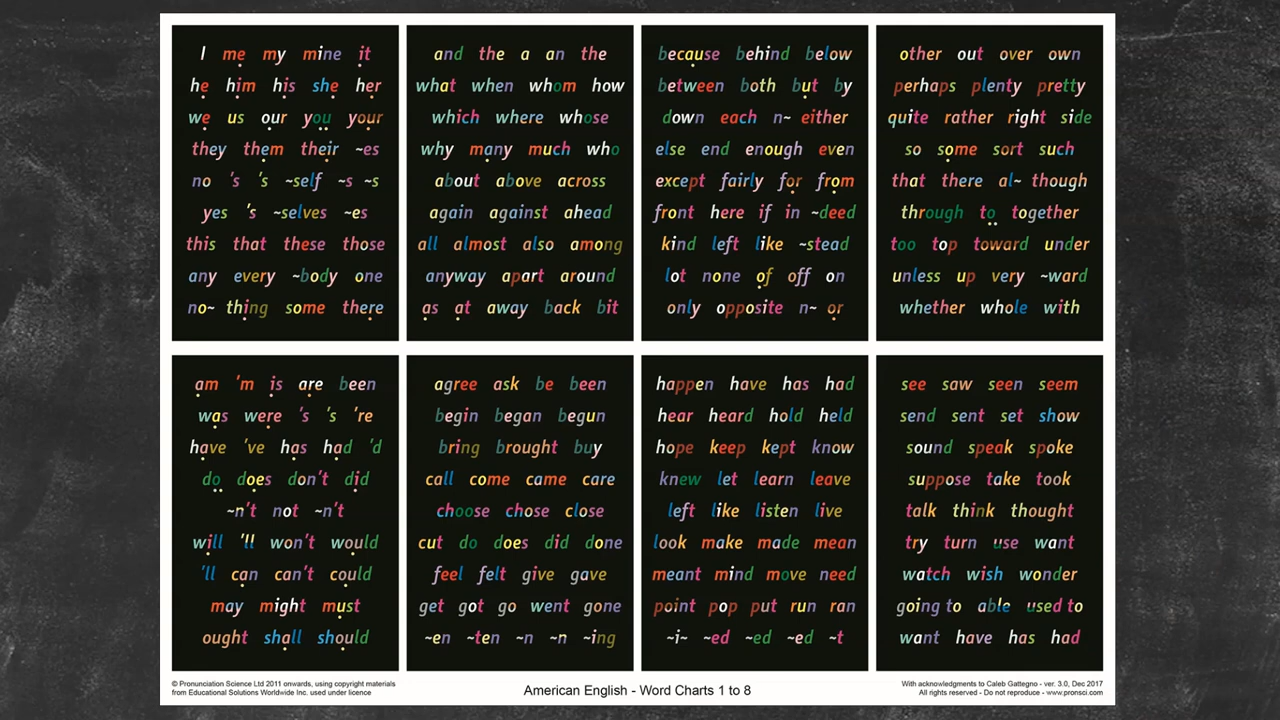 I me my mine it
he him his she her
we us our you your
they them their ~es
no 's 's ~self ~s ~s
yes 's ~selves ~es
this that these those
any every ~body one
no~ thing some there
and the a an the
what when whom how
which where whose
why many much who
about above across
again against ahead
all almost also among
anyway apart around
as at away back bit
because behind below
between both but by
down each n~ either
else end enough even
except fairly for from
front here if in ~deed
kind left like ~stead
lot none of off on
only opposite n~ or
other out over own
perhaps plenty pretty
quite rather right side
so some sort such
that there al~ though
through to together
too top toward under
unless up very ~ward
whether whole with
am 'm is are been
was were 's 's 're
have 've has had 'd
do does don't did
~n't not ~n't
will 'll won't would
'll can can't could
may might must
ought shall should
agree ask be been
begin began begun
bring brought buy
call come came care
choose chose close
cut do does did done
feel felt give gave
get got go went gone
~en ~ten ~n ~n ~ing
happen have has had
hear heard hold held
hope keep kept know
knew let learn leave
left like listen live
look make made mean
meant mind move need
point pop put run ran
~i~ ~ed ~ed ~ed ~t
see saw seen seem
send sent set show
sound speak spoke
suppose take took
talk think thought
try turn use want
watch wish wonder
going to able used to
want have has had
© Pronunciation Science Ltd 2011 onwards, using copyright materials
from Educational Solutions Worldwide Inc. used under licence
American English - Word Charts 1 to 8
With acknowledgments to Caleb Gattegno - ver. 3.0, Dec 2017
All rights reserved - Do not reproduce - www.pronsci.com